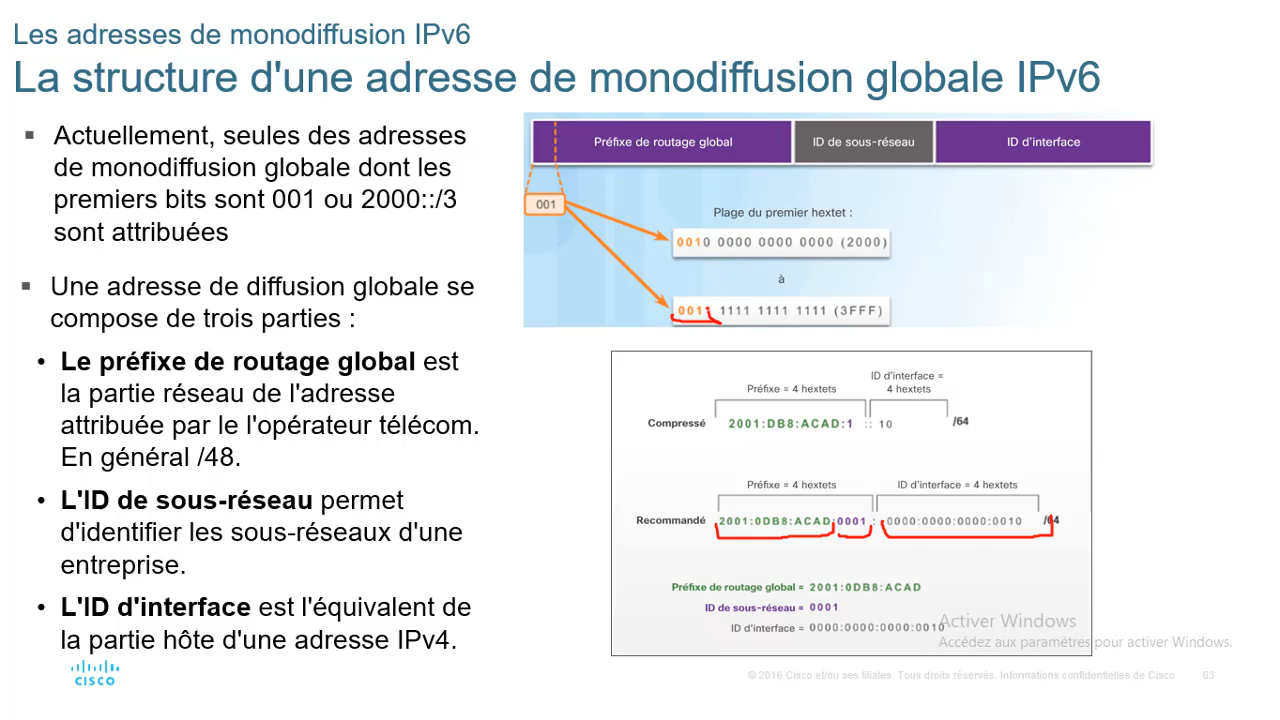 Les adresses de monodiffusion IPv6
La structure d'une adresse de monodiffusion globale IPv6
▪ Actuellement, seules des adresses
de monodiffusion globale dont les
premiers bits sont 001 ou 2000::/3
sont attribuées
▪ Une adresse de diffusion globale se
compose de trois parties :
• Le préfixe de routage global est
la partie réseau de l'adresse
attribuée par le l'opérateur télécom.
En général /48.
• L'ID de sous-réseau permet
d'identifier les sous-réseaux d'une
entreprise.
• L'ID d'interface est l'équivalent de
la partie hôte d'une adresse IPv4.
Préfixe de routage global ID de sous-réseau ID d'interface
001
Plage du premier hextet :
0010 0000 0000 0000 (2000)
à
001 1111 1111 1111 (3FFF)
ID d'interface =
Préfixe = 4 hextets 4 hextets
Compressé 2001:DB8:ACAD:1 :: 10 /64
Préfixe = 4 hextets ID d'interface = 4 hextets
Recommandé 2001:0DB8:ACAD:0001 : 0000:0000:0000:0010 /64
Préfixe de routage global = 2001:0DB8:ACAD
ID de sous-réseau = 0001
ID d'interface = 0000:0000:0000:0010
Activer Windows
Accédez aux paramètres pour activer Windows.
CISCO
© 2016 Cisco et/ou ses filiales. Tous droits réservés. Informations confidentielles de Cisco 63